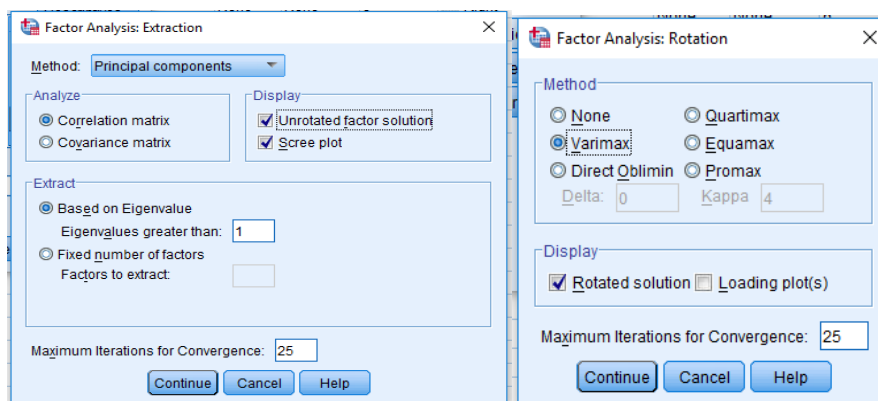 Factor Analysis: Extraction
Method: Principal components
Analyze
Correlation matrix
Covariance matrix
Display
Unrotated factor solution
Scree plot
Extract
Based on Eigenvalue
Eigenvalues greater than: 1
Fixed number of factors
Factors to extract:
Maximum Iterations for Convergence: 25
Continue Cancel Help
Factor Analysis: Rotation
Method
None Quartimax
Varimax Equamax
Direct Oblimin Promax
Delta: 0 Kappa 4
Display
Rotated solution Loading plot(s)
Maximum Iterations for Convergence: 25
Continue Cancel Help